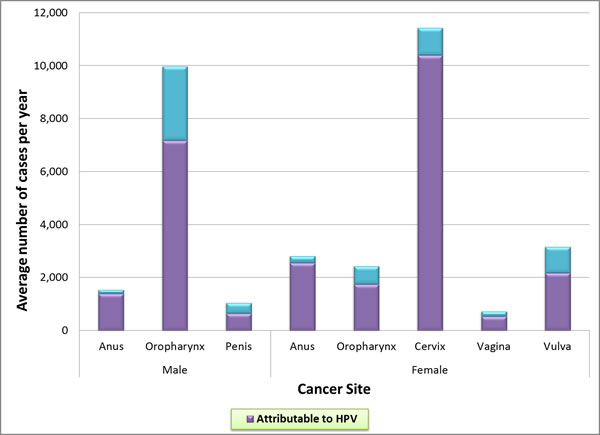 12,000
10,000
8,000
6,000
4,000
2,000
0
Average number of cases per year
Anus Oropharynx Penis Anus Oropharynx Cervix Vagina Vulva
Male Female
Cancer Site
Attributable to HPV